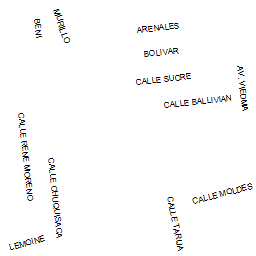 MURILLO
BENI
ARENALES
BOLIVAR
CALLE SUCRE
AV. VIEDMA
CALLE BALLIVIAN
CALLE RENE MORENO
CALLE CHUQUISACA
CALLE MOLDES
CALLE TARIJA
LEMOINE